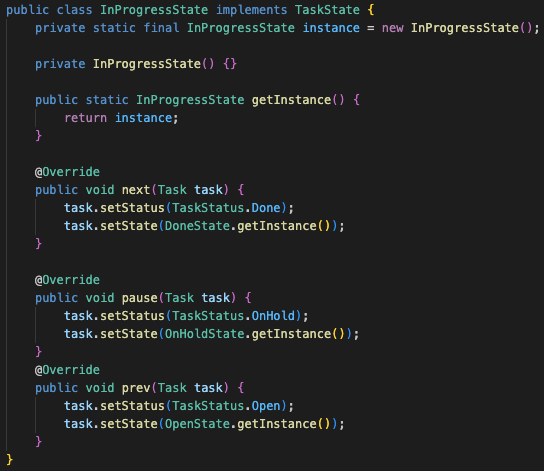 public class InProgressState implements TaskState {
    private static final InProgressState instance = new InProgressState();

    private InProgressState() {}

    public static InProgressState getInstance() {
        return instance;
    }

    @Override
    public void next(Task task) {
        task.setStatus(TaskStatus.Done);
        task.setState(DoneState.getInstance());
    }

    @Override
    public void pause(Task task) {
        task.setStatus(TaskStatus.OnHold);
        task.setState(OnHoldState.getInstance());
    }
    @Override
    public void prev(Task task) {
        task.setStatus(TaskStatus.Open);
        task.setState(OpenState.getInstance());
    }
}